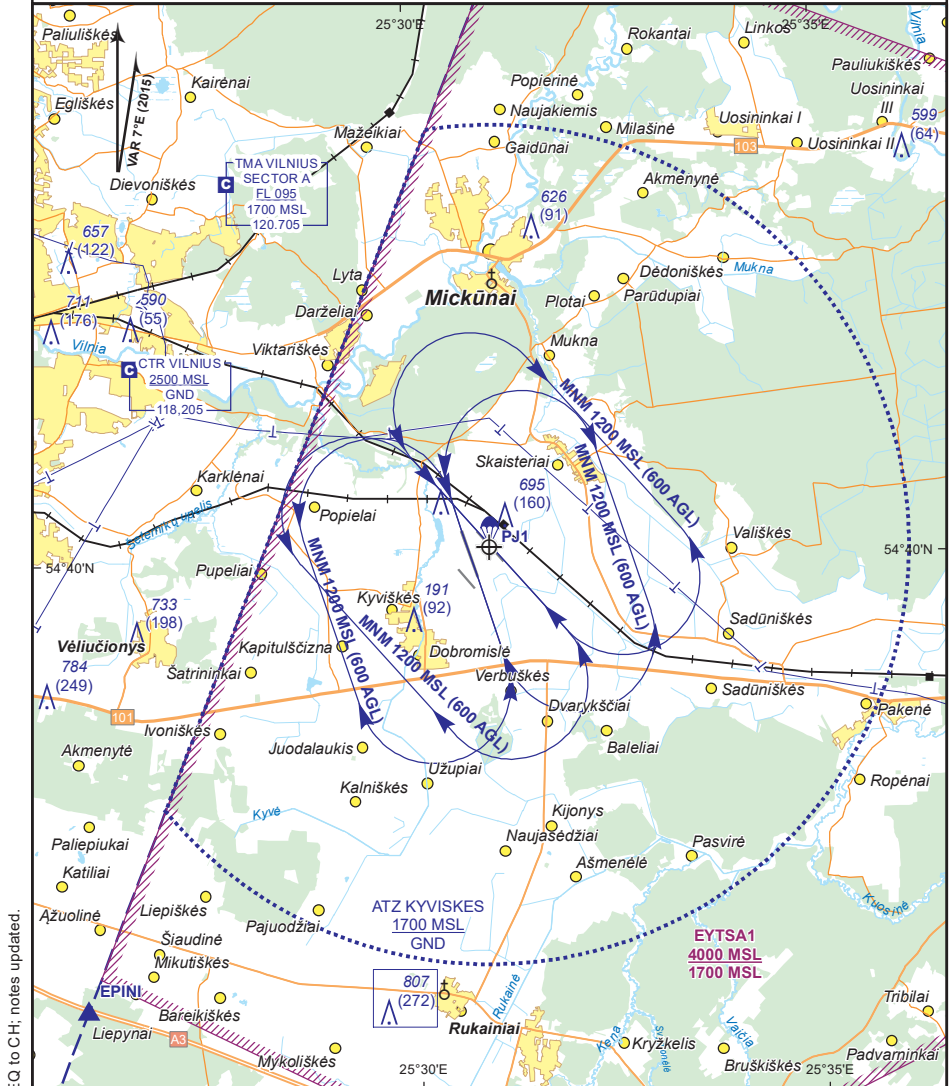 25°30'E
25°35'E
Paliuliškės
Rokantai
Linkos
Vilnia
Pauliukiškės
VAR 7°E (2015)
Kairėnai
Popierinė
Uosininkai
III
599
(64)
Egliškės
Naujakiemis
Uosininkai I
Mažeikiai
Milašinė
103
Uosininkai II
Gaidūnai
TMA VILNIUS
SECTOR A
FL 095
1700 MSL
120.705
C
Dievoniškės
Akmenynė
626
(91)
657
(122)
Lyta
Dėdoniškės
Mukna
Mickūnai
Plotai
Parūdupiai
711
(176)
590
(55)
Darželiai
Vilnia
Viktariškės
Mukna
C
CTR VILNIUS
2500 MSL
GND
118,205
MNM 1200 MSL (600 AGL)
MNM 1200 MSL (600 AGL)
Skaisteriai
Karklėnai
695
(160)
Popielai
PJ1
Vališkės
54°40'N
54°40'N
Pupeliai
MNM 1200 MSL (600 AGL)
MNM 1200 MSL (600 AGL)
Kyviškės
191
(92)
733
(198)
Sadūniškės
Vėliučionys
Kapitulščizna
Dobromislė
784
(249)
Šatrininkai
Verbuškės
Sadūniškės
101
Ivoniškės
Dvarykščiai
Pakenė
Juodalaukis
Baleliai
Akmenytė
Užupiai
Ropėnai
Kalniškės
Kyvė
Kijonys
Naujasėdžiai
Paliepiukai
Pasvirė
Ašmenėlė
Katiliai
Liepiškės
Kuosinė
Ažuolinė
Pajuodžiai
ATZ KYVISKES
1700 MSL
GND
EYTSA1
4000 MSL
1700 MSL
Šiaudinė
Mikutiškės
807
(272)
Rukainė
EPINI
Bareikiškės
Rukainiai
Tribilai
Liepynai
A3
Kena
Vaičia
Mykoliškės
Kryžkelis
Bruškiškės
Padvarninkai
25°30'E
25°35'E
EQ to CH; notes updated.